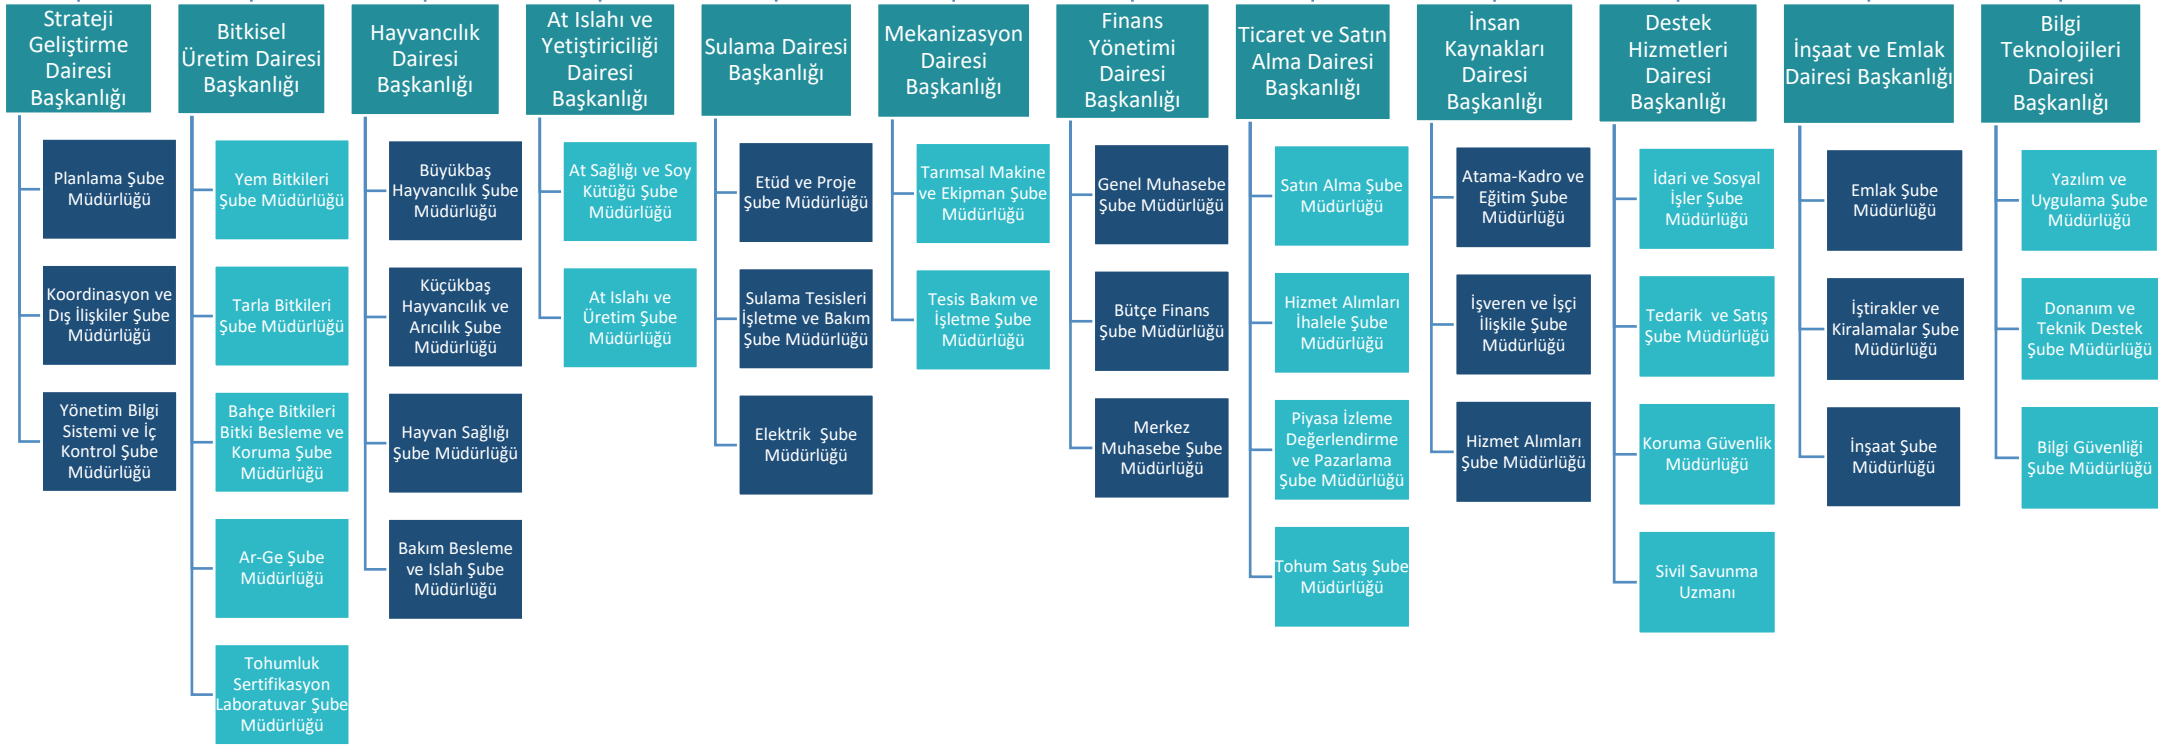 Strateji
Geliştirme
Dairesi
Başkanlığı
Planlama Şube
Müdürlüğü
Koordinasyon ve
Dış İlişkiler Şube
Müdürlüğü
Yönetim Bilgi
Sistemi ve İç
Kontrol Şube
Müdürlüğü
Bitkisel
Üretim Dairesi
Başkanlığı
Yem Bitkileri
Şube Müdürlüğü
Tarla Bitkileri
Şube Müdürlüğü
Bahçe Bitkileri
Bitki Besleme ve
Koruma Şube
Müdürlüğü
Ar-Ge Şube
Müdürlüğü
Tohumluk
Sertifikasyon
Laboratuvar Şube
Müdürlüğü
Hayvancılık
Dairesi
Başkanlığı
Büyükbaş
Hayvancılık Şube
Müdürlüğü
Küçükbaş
Hayvancılık ve
Arıcılık Şube
Müdürlüğü
Hayvan Sağlığı
Şube Müdürlüğü
Bakım Besleme
ve Islah Şube
Müdürlüğü
At Islahı ve
Yetiştiriciliği
Dairesi
Başkanlığı
At Sağlığı ve Soy
Kütüğü Şube
Müdürlüğü
At Islahı ve
Üretim Şube
Müdürlüğü
Sulama Dairesi
Başkanlığı
Etüd ve Proje
Şube Müdürlüğü
Sulama Tesisleri
İşletme ve Bakım
Şube Müdürlüğü
Elektrik  Şube
Müdürlüğü
Mekanizasyon
Dairesi
Başkanlığı
Tarımsal Makine
ve Ekipman Şube
Müdürlüğü
Tesis Bakım ve
İşletme Şube
Müdürlüğü
Finans
Yönetimi
Dairesi
Başkanlığı
Genel Muhasebe
Şube Müdürlüğü
Bütçe Finans
Şube Müdürlüğü
Merkez
Muhasebe Şube
Müdürlüğü
Ticaret ve Satın
Alma Dairesi
Başkanlığı
Satın Alma Şube
Müdürlüğü
Hizmet Alımları
İhalele Şube
Müdürlüğü
Piyasa İzleme
Değerlendirme
ve Pazarlama
Şube Müdürlüğü
Tohum Satış Şube
Müdürlüğü
İnsan
Kaynakları
Dairesi
Başkanlığı
Atama-Kadro ve
Eğitim Şube
Müdürlüğü
İşveren ve İşçi
İlişkile Şube
Müdürlüğü
Hizmet Alımları
Şube Müdürlüğü
Destek
Hizmetleri
Dairesi
Başkanlığı
İdari ve Sosyal
İşler Şube
Müdürlüğü
Tedarik  ve Satış
Şube Müdürlüğü
Koruma Güvenlik
Müdürlüğü
Sivil Savunma
Uzmanı
İnşaat ve Emlak
Dairesi Başkanlığı
Emlak Şube
Müdürlüğü
İştirakler ve
Kiralamalar Şube
Müdürlüğü
İnşaat Şube
Müdürlüğü
Bilgi
Teknolojileri
Dairesi
Başkanlığı
Yazılım ve
Uygulama Şube
Müdürlüğü
Donanım ve
Teknik Destek
Şube Müdürlüğü
Bilgi Güvenliği
Şube Müdürlüğü